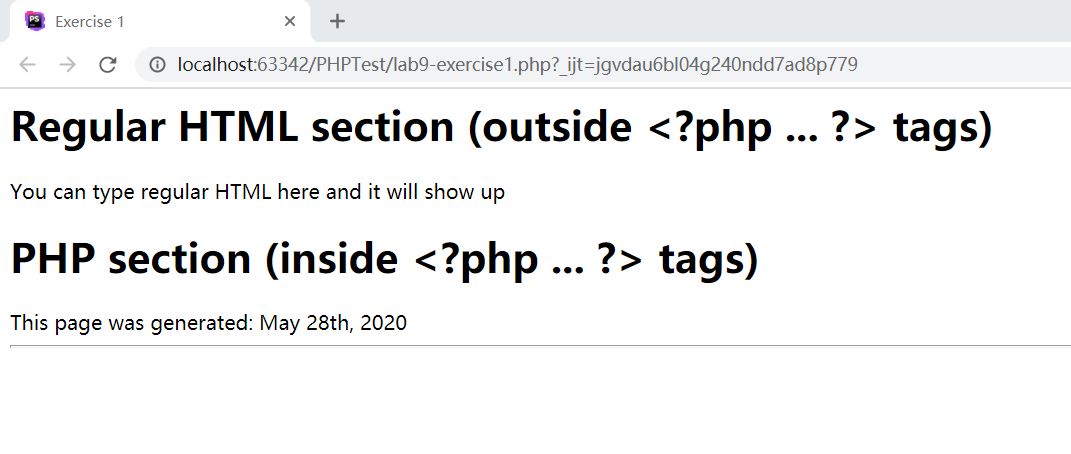 PS
Exercise 1
localhost:63342/PHPTest/lab9-exercise1.php?_ijt=jgvdau6bl04g240ndd7ad8p779
Regular HTML section (outside <?php ... ?> tags)
You can type regular HTML here and it will show up
PHP section (inside <?php ... ?> tags)
This page was generated: May 28th, 2020